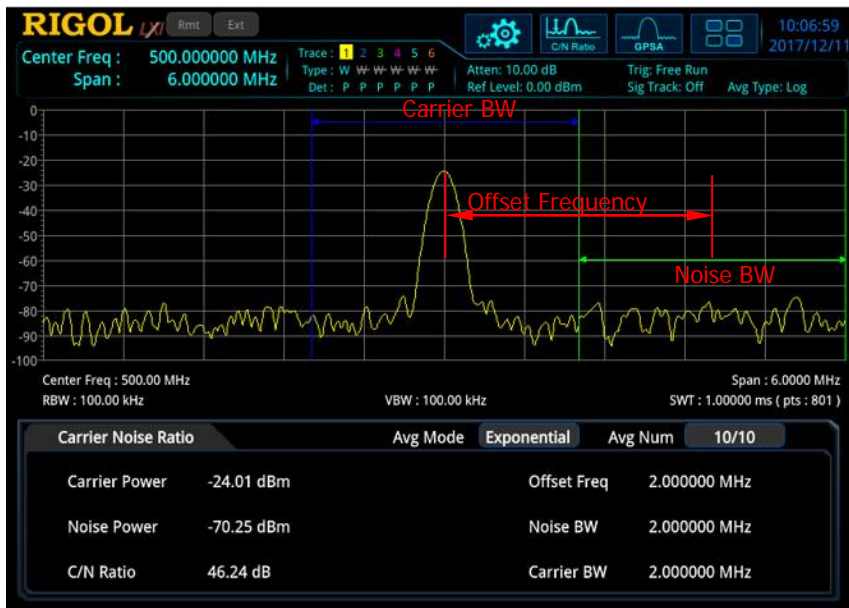 RIGOL LXI Rmt Ext
C/N Ratio GPSA
10:06:59
2017/12/11
Center Freq : 500.000000 MHz
Span : 6.000000 MHz
Trace : 1 2 3 4 5 6
Type : W W W W W W
Det : P P P P P P
Atten: 10.00 dB
Ref Level: 0.00 dBm
Trig: Free Run
Sig Track: Off Avg Type: Log
Carrier BW
0
-10
-20
-30
-40
-50
-60
-70
-80
-90
-100
Offset Frequency
Noise BW
Center Freq : 500.00 MHz Span : 6.0000 MHz
RBW : 100.00 kHz VBW : 100.00 kHz SWT : 1.00000 ms ( pts : 801 )
Carrier Noise Ratio Avg Mode Exponential Avg Num 10/10
Carrier Power -24.01 dBm Offset Freq 2.000000 MHz
Noise Power -70.25 dBm Noise BW 2.000000 MHz
C/N Ratio 46.24 dB Carrier BW 2.000000 MHz